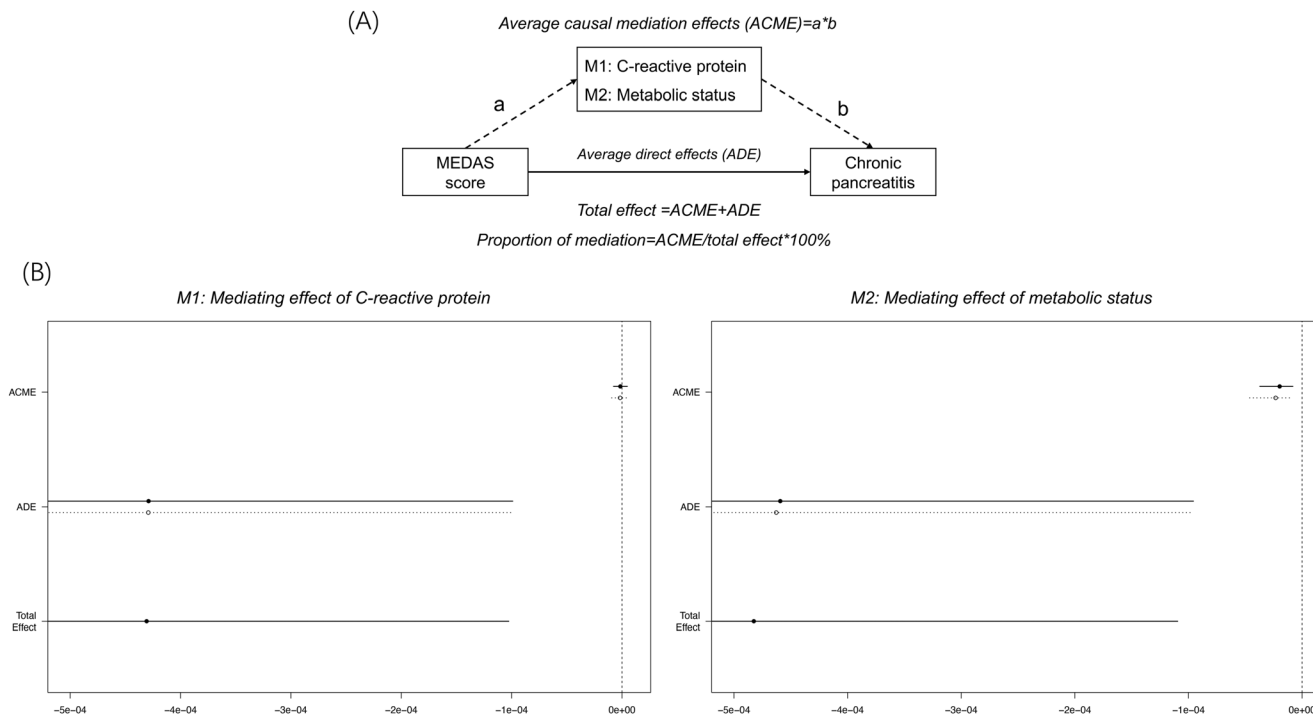 (A)
Average causal mediation effects (ACME)=a*b
M1: C-reactive protein
M2: Metabolic status
a
b
MEDAS
score
Average direct effects (ADE)
Chronic
pancreatitis
Total effect =ACME+ADE
Proportion of mediation=ACME/total effect*100%
(B)
M1: Mediating effect of C-reactive protein
ACME
ADE
Total
Effect
−5e−04 −4e−04 −3e−04 −2e−04 −1e−04 0e+00
M2: Mediating effect of metabolic status
ACME
ADE
Total
Effect
−5e−04 −4e−04 −3e−04 −2e−04 −1e−04 0e+00